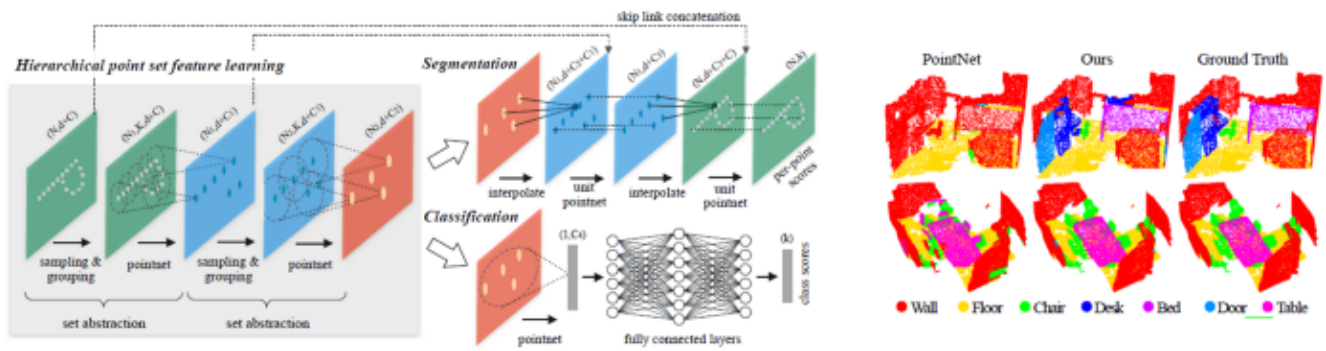 skip link concatenation
Hierarchical point set feature learning
Segmentation
(N,d+C)
(N1,K,d+C)
(N1,d+C1)
(N2,K,d+C1)
(N2,d+C2)
(N1,d+C2+C1)
(N1,d+C3)
(N,d+C3+C)
(N,k)
per-point
scores
interpolate
unit
pointnet
interpolate
unit
pointnet
sampling &
grouping
pointnet
sampling &
grouping
pointnet
set abstraction
set abstraction
Classification
(1,C4)
(k)
class scores
pointnet
fully connected layers
PointNet
Ours
Ground Truth
Wall Floor Chair Desk Bed Door Table